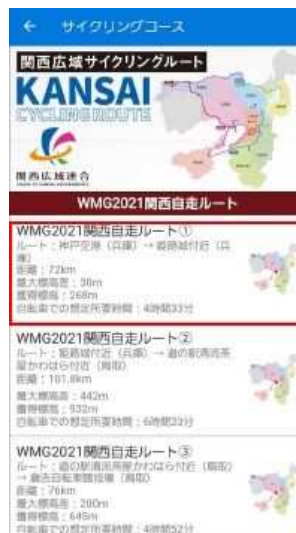 ← サイクリングコース
関西広域サイクリングルート
KANSAI
CYCLING ROUTE
関西広域連合
WMG2021関西自走ルート
WMG2021関西自走ルート①
ルート：神戸空港（兵庫）→ 姫路城付近（兵
庫）
距離：72km
最大標高差：38m
獲得標高：268m
自転車での想定所要時間：4時間33分
WMG2021関西自走ルート②
ルート：姫路城付近（兵庫）→ 道の駅清流茶
屋かわはら付近（鳥取）
距離：101.8km
最大標高差：442m
獲得標高：932m
自転車での想定所要時間：6時間23分
WMG2021関西自走ルート③
ルート：道の駅清流茶屋かわはら付近（鳥取）
→ 倉吉自転車競技場（鳥取）
距離：76km
最大標高差：200m
獲得標高：645m
自転車での想定所要時間：4時間52分